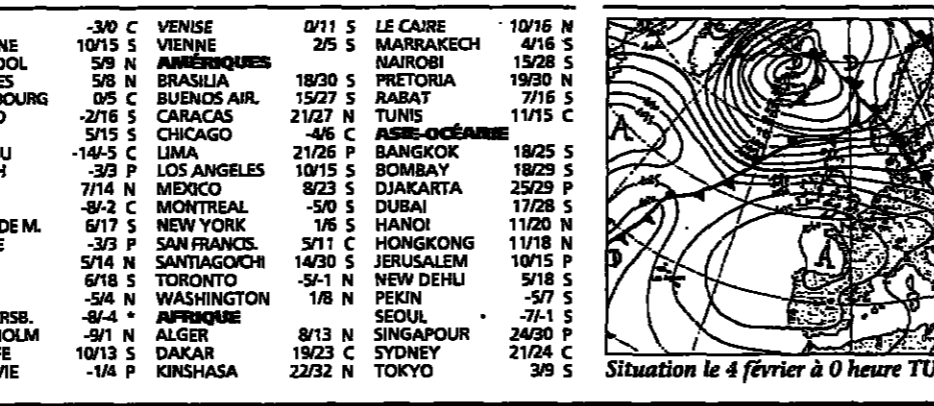 -3/0 C
NE 10/15 S
OOL 5/9 N
ES 5/8 N
BOURG 0/5 C
-2/16 S
5/15 S
U -14/-5 C
H -3/3 P
7/14 N
-8/-2 C
DE M. 6/17 S
E -3/3 P
5/14 N
6/18 S
-5/4 N
RSB. -8/-4 *
HOLM -9/1 N
FE 10/13 S
VIE -1/4 P
VENISE 0/11 S
VIENNE 2/5 S
AMÉRIQUES
BRASILIA 18/30 S
BUENOS AIR. 15/27 S
CARACAS 21/27 N
CHICAGO -4/6 C
LIMA 21/26 P
LOS ANGELES 10/15 S
MEXICO 8/23 S
MONTREAL -5/0 S
NEW YORK 1/6 S
SAN FRANCIS. 5/11 C
SANTIAGO/CHI 14/30 S
TORONTO -5/-1 N
WASHINGTON 1/8 N
AFRIQUE
ALGER 8/13 N
DAKAR 19/23 C
KINSHASA 22/32 N
LE CAIRE 10/16 N
MARRAKECH 4/16 S
NAIROBI 15/28 S
PRETORIA 19/30 N
RABAT 7/16 S
TUNIS 11/15 C
ASIE-OCÉANIE
BANGKOK 18/25 S
BOMBAY 18/29 S
DJAKARTA 25/29 P
DUBAI 17/28 S
HANOI 11/20 N
HONGKONG 11/18 N
JERUSALEM 10/15 P
NEW DEHLI 5/18 S
PEKIN -5/7 S
SEOUL -7/-1 S
SINGAPOUR 24/30 P
SYDNEY 21/24 C
TOKYO 3/9 S
A
D
D
A
Situation le 4 février à 0 heure TU